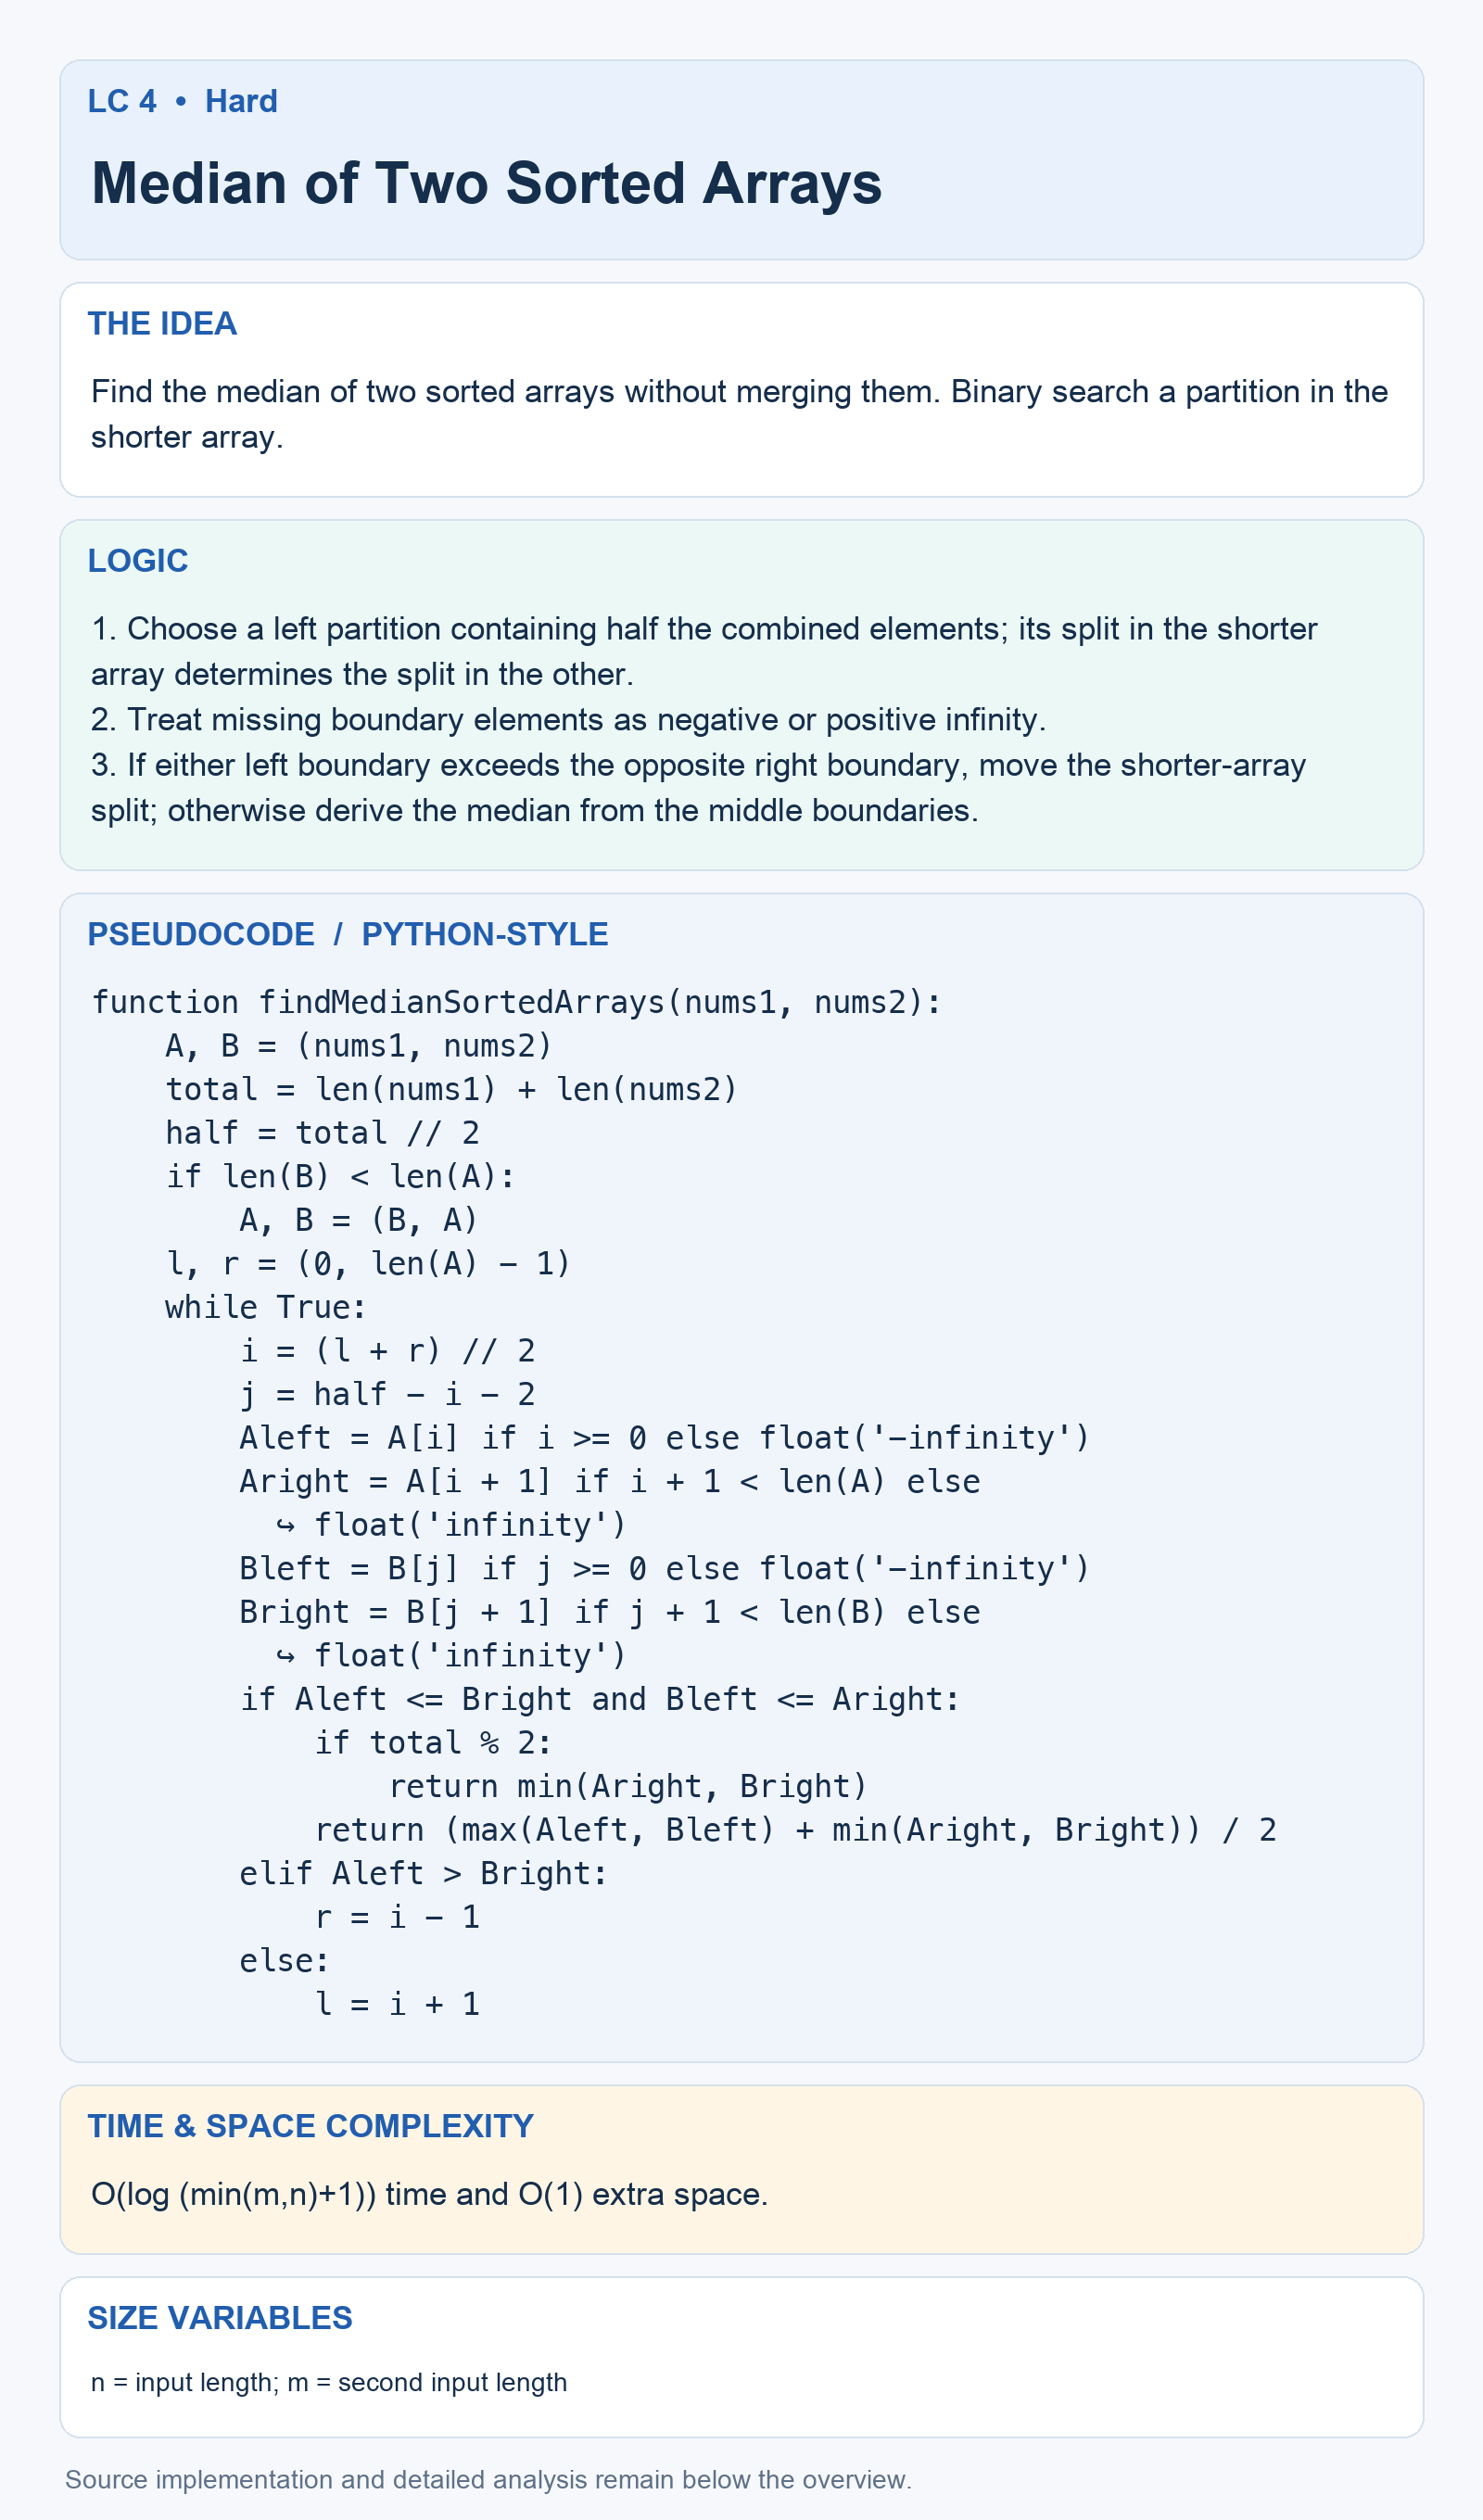 LC 4 • Hard
Median of Two Sorted Arrays
THE IDEA
Find the median of two sorted arrays without merging them. Binary search a partition in the
shorter array.
LOGIC
1. Choose a left partition containing half the combined elements; its split in the shorter
array determines the split in the other.
2. Treat missing boundary elements as negative or positive infinity.
3. If either left boundary exceeds the opposite right boundary, move the shorter-array
split; otherwise derive the median from the middle boundaries.
PSEUDOCODE / PYTHON-STYLE
function findMedianSortedArrays(nums1, nums2):
    A, B = (nums1, nums2)
    total = len(nums1) + len(nums2)
    half = total // 2
    if len(B) < len(A):
        A, B = (B, A)
    l, r = (0, len(A) − 1)
    while True:
        i = (l + r) // 2
        j = half − i − 2
        Aleft = A[i] if i >= 0 else float('−infinity')
        Aright = A[i + 1] if i + 1 < len(A) else
          ↪ float('infinity')
        Bleft = B[j] if j >= 0 else float('−infinity')
        Bright = B[j + 1] if j + 1 < len(B) else
          ↪ float('infinity')
        if Aleft <= Bright and Bleft <= Aright:
            if total % 2:
                return min(Aright, Bright)
            return (max(Aleft, Bleft) + min(Aright, Bright)) / 2
        elif Aleft > Bright:
            r = i − 1
        else:
            l = i + 1
TIME & SPACE COMPLEXITY
O(log (min(m,n)+1)) time and O(1) extra space.
SIZE VARIABLES
n = input length; m = second input length
Source implementation and detailed analysis remain below the overview.